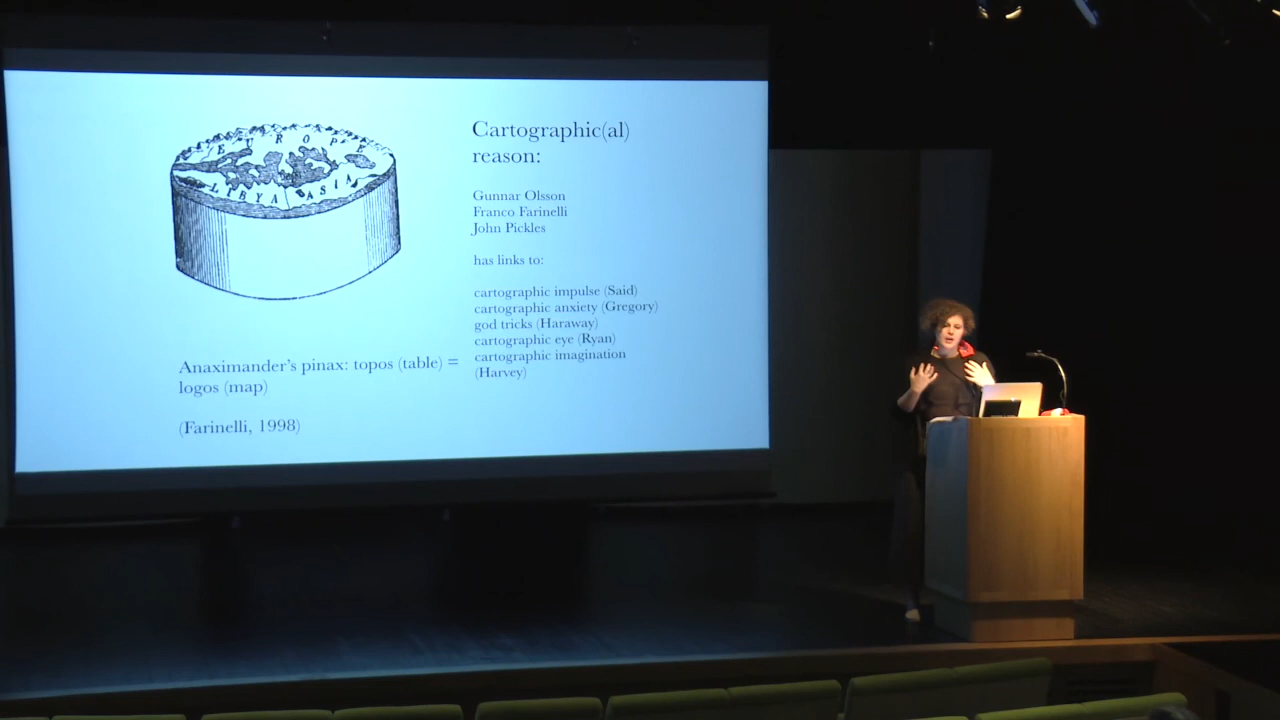 EUROPE
LIBYA ASIA
Anaximander's pinax: topos (table) =
logos (map)
(Farinelli, 1998)
Cartographic(al)
reason:
Gunnar Olsson
Franco Farinelli
John Pickles
has links to:
cartographic impulse (Said)
cartographic anxiety (Gregory)
god tricks (Haraway)
cartographic eye (Ryan)
cartographic imagination
(Harvey)